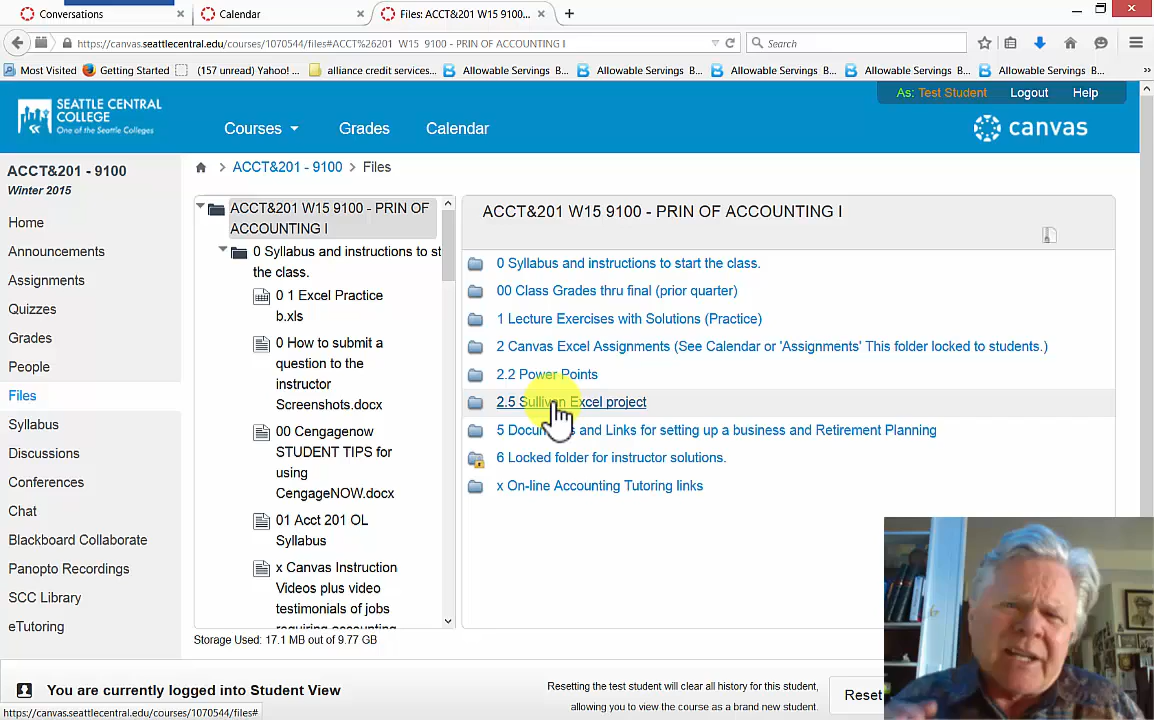 Conversations
Calendar
Files: ACCT&201 W15 9100...
https://canvas.seattlecentral.edu/courses/1070544/files#ACCT%26201 W15 9100 - PRIN OF ACCOUNTING I
Search
Most Visited
Getting Started
(157 unread) Yahoo! ...
alliance credit services...
Allowable Servings B...
Allowable Servings B...
Allowable Servings B...
Allowable Servings B...
Allowable Servings B...
SEATTLE CENTRAL
COLLEGE
One of the Seattle Colleges
Courses
Grades
Calendar
As: Test Student
Logout
Help
canvas
ACCT&201 - 9100
Winter 2015
Home
Announcements
Assignments
Quizzes
Grades
People
Files
Syllabus
Discussions
Conferences
Chat
Blackboard Collaborate
Panopto Recordings
SCC Library
eTutoring
> ACCT&201 - 9100 > Files
ACCT&201 W15 9100 - PRIN OF
ACCOUNTING I
0 Syllabus and instructions to st
the class.
0 1 Excel Practice
b.xls
0 How to submit a
question to the
instructor
Screenshots.docx
00 Cengagenow
STUDENT TIPS for
using
CengageNOW.docx
01 Acct 201 OL
Syllabus
x Canvas Instruction
Videos plus video
testimonials of jobs
requiring accounting
Storage Used: 17.1 MB out of 9.77 GB
ACCT&201 W15 9100 - PRIN OF ACCOUNTING I
0 Syllabus and instructions to start the class.
00 Class Grades thru final (prior quarter)
1 Lecture Exercises with Solutions (Practice)
2 Canvas Excel Assignments (See Calendar or 'Assignments' This folder locked to students.)
2.2 Power Points
2.5 Sullivan Excel project
5 Documents and Links for setting up a business and Retirement Planning
6 Locked folder for instructor solutions.
x On-line Accounting Tutoring links
You are currently logged into Student View
Resetting the test student will clear all history for this student,
allowing you to view the course as a brand new student.
Reset
https://canvas.seattlecentral.edu/courses/1070544/files#